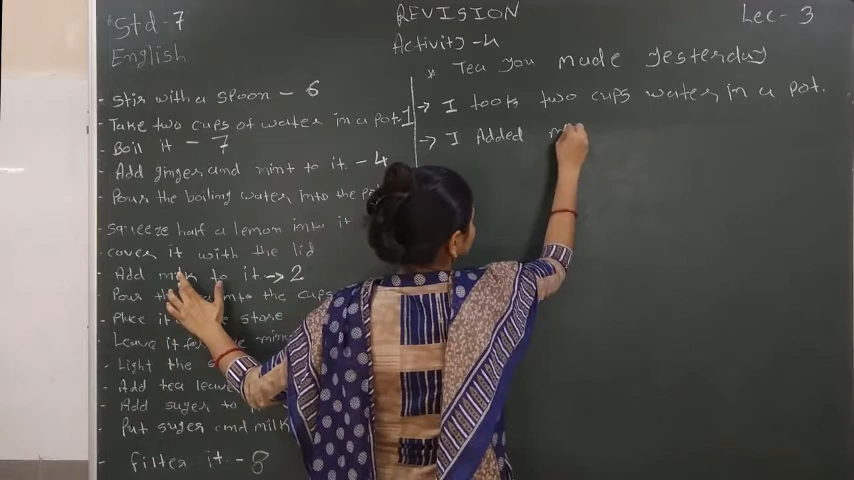 Std-7
English
REVISION
Activity-4
Lec-3
* Tea you made yesterday
- Stir with a spoon - 6
- Take two cups of water in a pot. 1
- Boil it - 7
- Add ginger and mint to it. - 4
- Pour the boiling water into the
- Squeeze half a lemon into it
- cover it with the lid
- Add milk to it → 2
- Pour the into the cups
- Place it stone
- Leave it
- Light the
- Add tea leave
- Add suger to
- Put suger and milk
- filter it. - 8
→ I took two cups water in a pot.
→ I Added